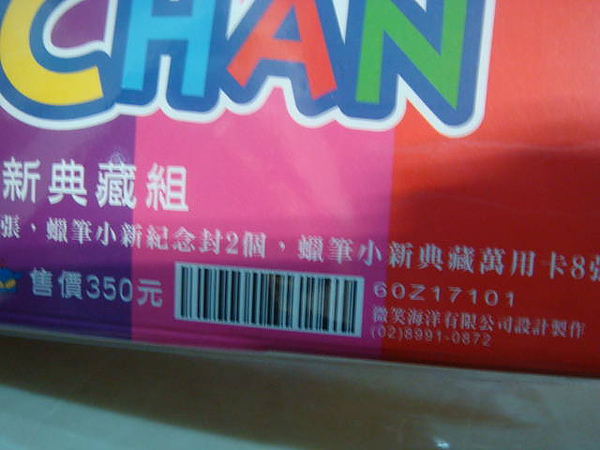 CHAN
新典藏組
張、蠟筆小新紀念封2個，蠟筆小新典藏萬用卡8張
售價350元
60Z17101
微笑海洋有限公司設計製作
(02)8991-0872